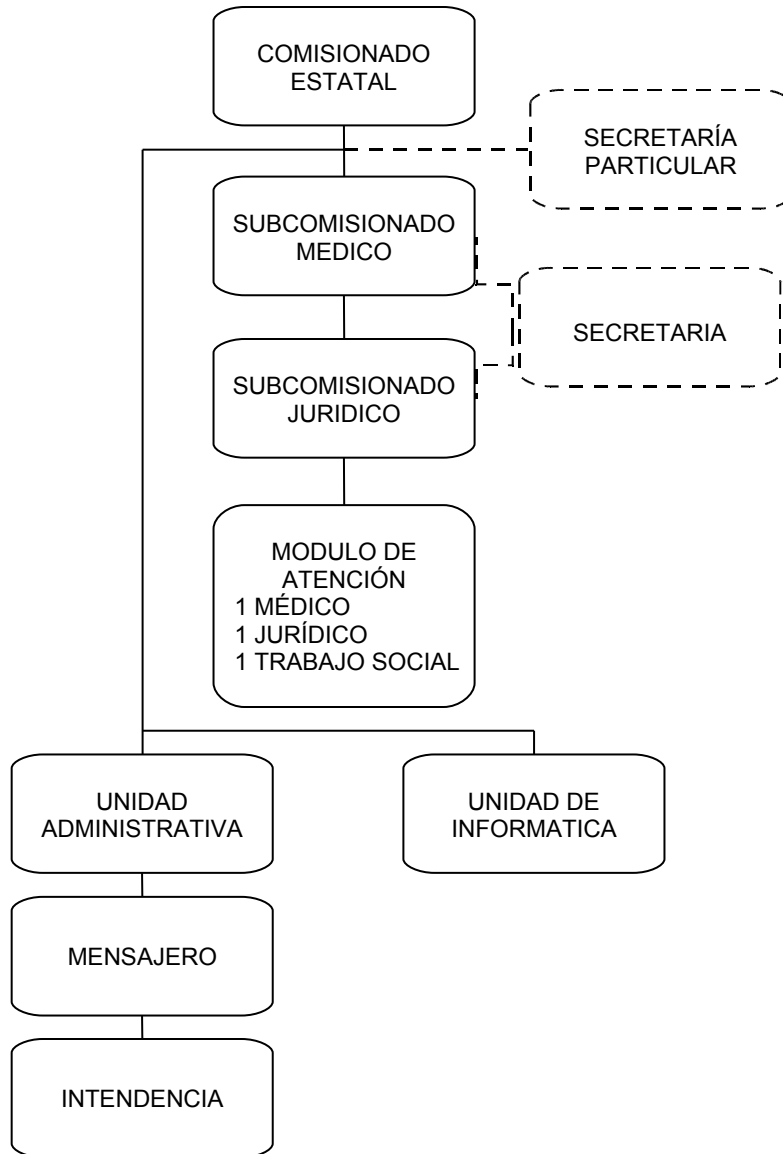 COMISIONADO
ESTATAL
SECRETARÍA
PARTICULAR
SUBCOMISIONADO
MEDICO
SECRETARIA
SUBCOMISIONADO
JURIDICO
MODULO DE
ATENCIÓN
1 MÉDICO
1 JURÍDICO
1 TRABAJO SOCIAL
UNIDAD
ADMINISTRATIVA
UNIDAD DE
INFORMATICA
MENSAJERO
INTENDENCIA